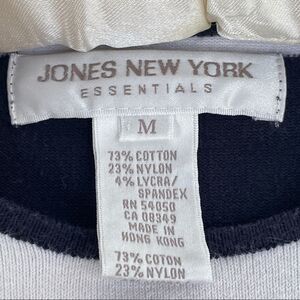 JONES NEW YORK
ESSENTIALS
M
73% COTTON
23% NYLON
4% LYCRA/
SPANDEX
RN 54050
CA 08349
MADE IN
HONG KONG
73% COTON
23% NYLON